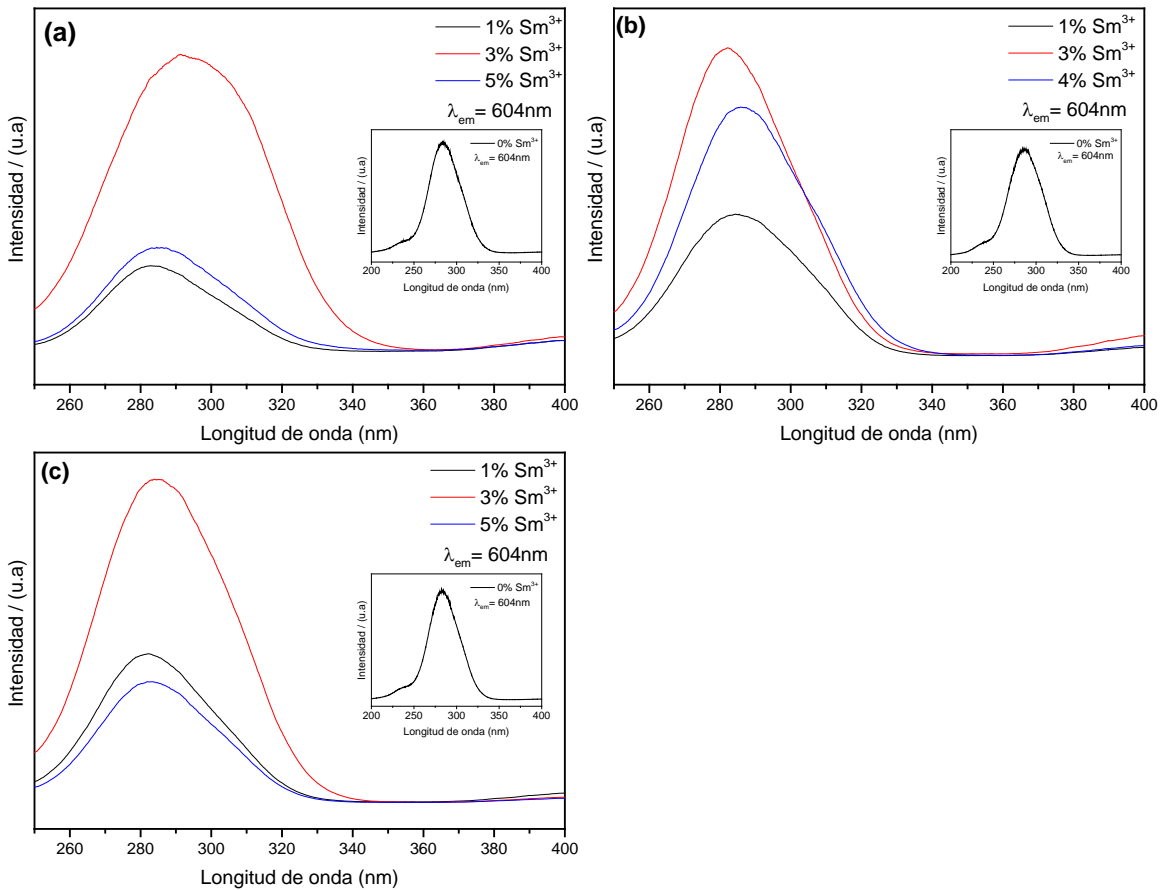 (a)
1% Sm³⁺
3% Sm³⁺
5% Sm³⁺
λem= 604nm
Intensidad / (u.a)
260 280 300 320 340 360 380 400
Longitud de onda (nm)
0% Sm³⁺
λem= 604nm
Intensidad / (u.a)
200 250 300 350 400
Longitud de onda (nm)
(b)
1% Sm³⁺
3% Sm³⁺
4% Sm³⁺
λem= 604nm
Intensidad / (u.a)
260 280 300 320 340 360 380 400
Longitud de onda (nm)
0% Sm³⁺
λem= 604nm
Intensidad / (u.a)
200 250 300 350 400
Longitud de onda (nm)
(c)
1% Sm³⁺
3% Sm³⁺
5% Sm³⁺
λem= 604nm
Intensidad / (u.a)
260 280 300 320 340 360 380 400
Longitud de onda (nm)
0% Sm³⁺
λem= 604nm
Intensidad / (u.a)
200 250 300 350 400
Longitud de onda (nm)